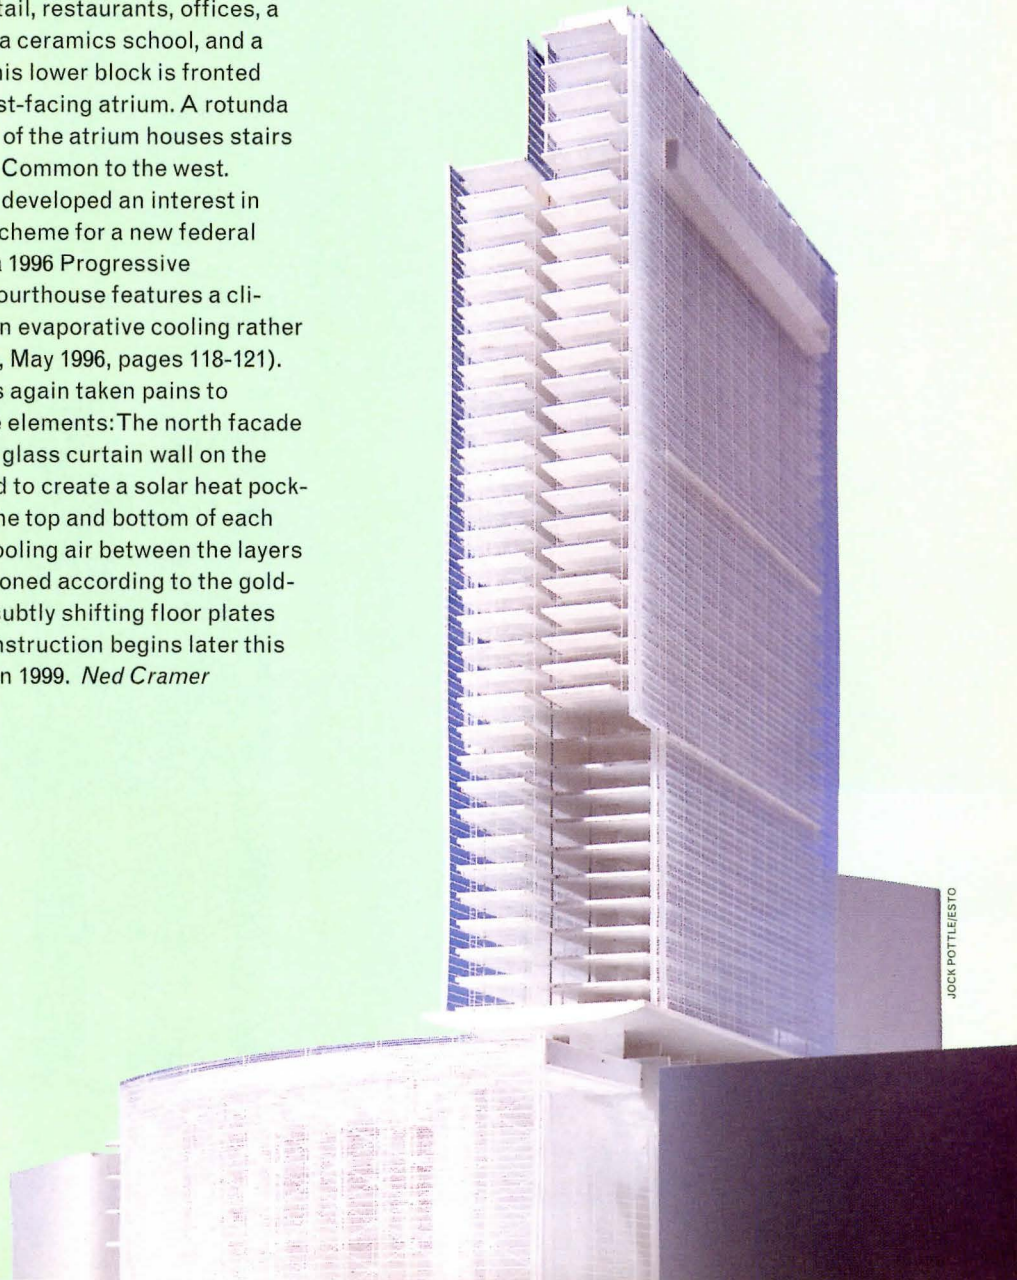 tail, restaurants, offices, a
a ceramics school, and a
is lower block is fronted
st-facing atrium. A rotunda
of the atrium houses stairs
Common to the west.
developed an interest in
cheme for a new federal
1996 Progressive
ourthouse features a cli-
n evaporative cooling rather
, May 1996, pages 118-121).
s again taken pains to
elements: The north facade
glass curtain wall on the
d to create a solar heat pock-
he top and bottom of each
ooling air between the layers
oned according to the gold-
subtly shifting floor plates
nstruction begins later this
n 1999. Ned Cramer
JOCK POTTLE/ESTO